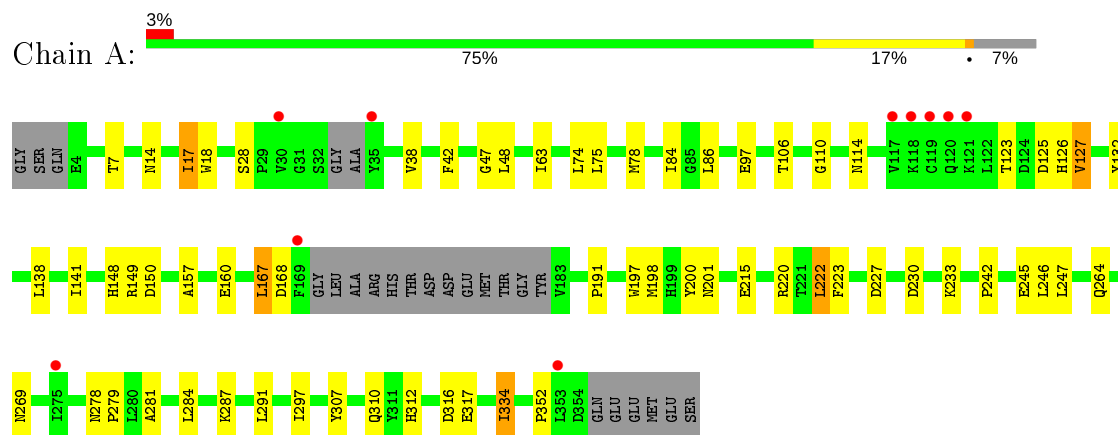 3%
Chain A:
75% 17% • 7%
GLY SER GLN E4 T7 N14 I17 W18 S28 P29 V30 G31 S32 GLY ALA Y35 V38 F42 G47 L48 I63 L74 L75 M78 I84 G85 L86 E97 T106 G110 N114 V117 K118 C119 Q120 K121 L122 T123 D124 D125 H126 V127 Y132
L138 I141 H148 R149 D150 A157 E160 L167 D168 F169 GLY LEU ALA ARG HIS THR ASP ASP GLU MET THR GLY TYR V183 P191 W197 M198 H199 Y200 N201 E215 R220 T221 L222 F223 D227 D230 K233 P242 E245 L246 L247 Q264
N269 I275 N278 P279 L280 A281 L284 K287 L291 I297 Y307 Q310 Y311 H312 D316 E317 I334 P352 L353 D354 GLN GLU GLU MET GLU SER